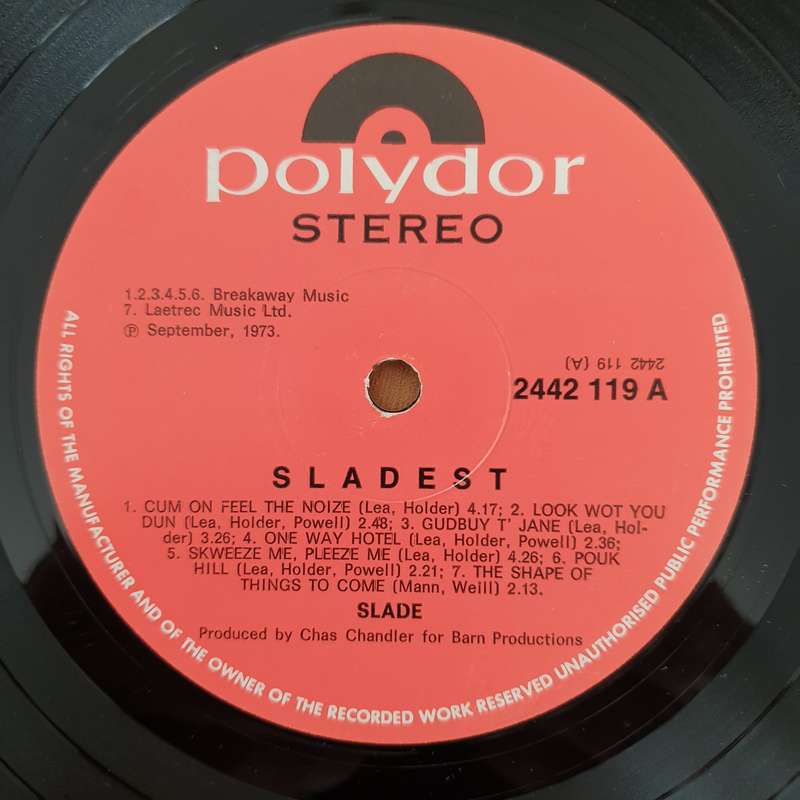 polydor
STEREO
1.2.3.4.5.6. Breakaway Music
7. Laetrec Music Ltd.
℗ September, 1973.
2442 119 (A)
2442 119 A
SLADEST
1. CUM ON FEEL THE NOIZE (Lea, Holder) 4.17; 2. LOOK WOT YOU
DUN (Lea, Holder, Powell) 2.48; 3. GUDBUY T' JANE (Lea, Hol-
der) 3.26; 4. ONE WAY HOTEL (Lea, Holder, Powell) 2.36;
5. SKWEEZE ME, PLEEZE ME (Lea, Holder) 4.26; 6. POUK
HILL (Lea, Holder, Powell) 2.21; 7. THE SHAPE OF
THINGS TO COME (Mann, Weill) 2.13.
SLADE
Produced by Chas Chandler for Barn Productions
ALL RIGHTS OF THE MANUFACTURER AND OF THE OWNER OF THE RECORDED WORK RESERVED UNAUTHORISED PUBLIC PERFORMANCE PROHIBITED